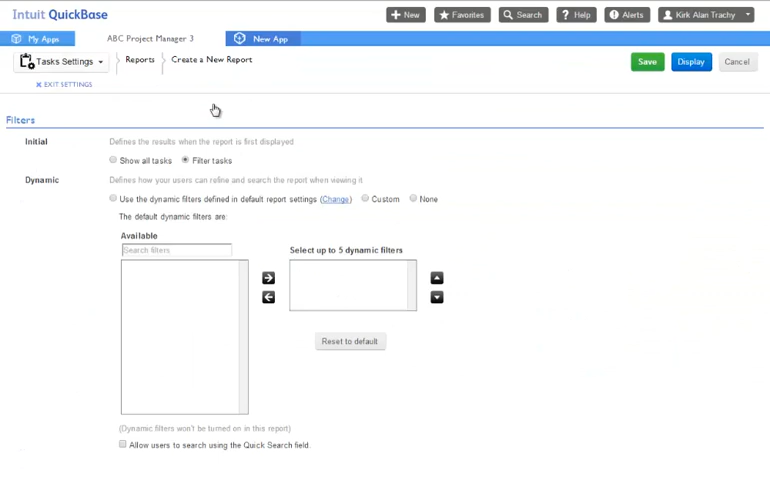 Intuit QuickBase
New
Favorites
Search
Help
Alerts
Kirk Alan Trachy
My Apps
ABC Project Manager 3
New App
Tasks Settings
Reports
Create a New Report
Save
Display
Cancel
EXIT SETTINGS
Filters
Initial
Defines the results when the report is first displayed
Show all tasks
Filter tasks
Dynamic
Defines how your users can refine and search the report when viewing it
Use the dynamic filters defined in default report settings (Change)
Custom
None
The default dynamic filters are:
Available
Search filters
Select up to 5 dynamic filters
Reset to default
(Dynamic filters won't be turned on in this report)
Allow users to search using the Quick Search field.